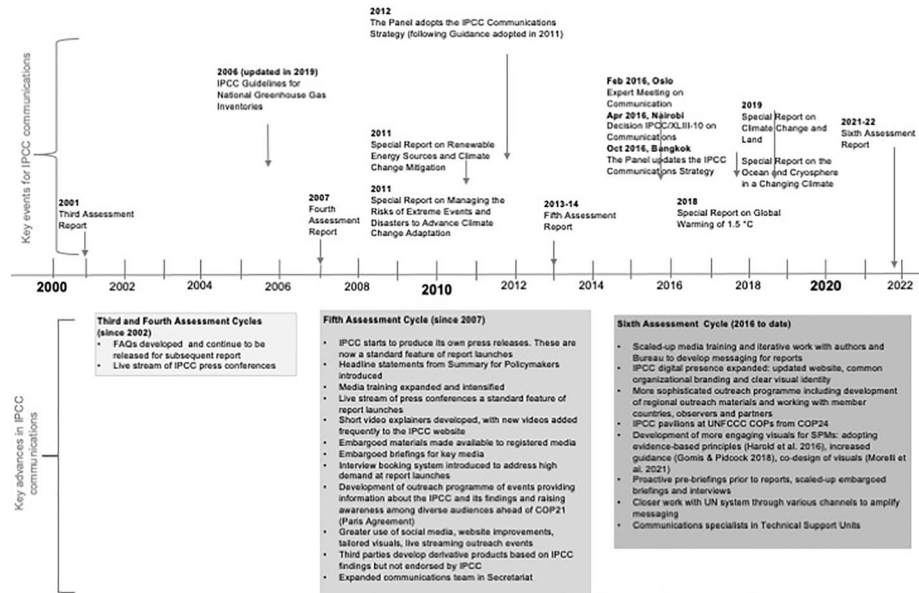 Key events for IPCC communications
2012
The Panel adopts the IPCC Communications
Strategy (following Guidance adopted in 2011)
2006 (updated in 2019)
IPCC Guidelines for
National Greenhouse Gas
Inventories
Feb 2016, Oslo
Expert Meeting on
Communication
Apr 2016, Nairobi
Decision IPCC/XLIII-10 on
Communications
Oct 2016, Bangkok
The Panel updates the IPCC
Communications Strategy
2019
Special Report on
Climate Change and
Land
Special Report on the
Ocean and Cryosphere
in a Changing Climate
2021-22
Sixth Assessment
Report
2011
Special Report on Renewable
Energy Sources and Climate
Change Mitigation
2011
Special Report on Managing the
Risks of Extreme Events and
Disasters to Advance Climate
Change Adaptation
2001
Third Assessment
Report
2007
Fourth
Assessment
Report
2013-14
Fifth Assessment
Report
2018
Special Report on Global
Warming of 1.5 °C
2000 2002 2004 2006 2008 2010 2012 2014 2016 2018 2020 2022
Key advances in IPCC
communications
Third and Fourth Assessment Cycles
(since 2002)
• FAQs developed and continue to be
released for subsequent report
• Live stream of IPCC press conferences
Fifth Assessment Cycle (since 2007)
• IPCC starts to produce its own press releases. These are
now a standard feature of report launches
• Headline statements from Summary for Policymakers
introduced
• Media training expanded and intensified
• Live stream of press conferences a standard feature of
report launches
• Short video explainers developed, with new videos added
frequently to the IPCC website
• Embargoed materials made available to registered media
• Embargoed briefings for key media
• Interview booking system introduced to address high
demand at report launches
• Development of outreach programme of events providing
information about the IPCC and its findings and raising
awareness among diverse audiences ahead of COP21
(Paris Agreement)
• Greater use of social media, website improvements,
tailored visuals, live streaming outreach events
• Third parties develop derivative products based on IPCC
findings but not endorsed by IPCC
• Expanded communications team in Secretariat
Sixth Assessment Cycle (2016 to date)
• Scaled-up media training and iterative work with authors and
Bureau to develop messaging for reports
• IPCC digital presence expanded: updated website, common
organizational branding and clear visual identity
• More sophisticated outreach programme including development
of regional outreach materials and working with member
countries, observers and partners
• IPCC pavilions at UNFCCC COPs from COP24
• Development of more engaging visuals for SPMs: adopting
evidence-based principles (Harold et al. 2016), increased
guidance (Gomis & Pidcock 2018), co-design of visuals (Morelli
et al. 2021)
• Proactive pre-briefings prior to reports, scaled-up embargoed
briefings and interviews
• Closer work with UN system through various channels to amplify
messaging
• Communications specialists in Technical Support Units